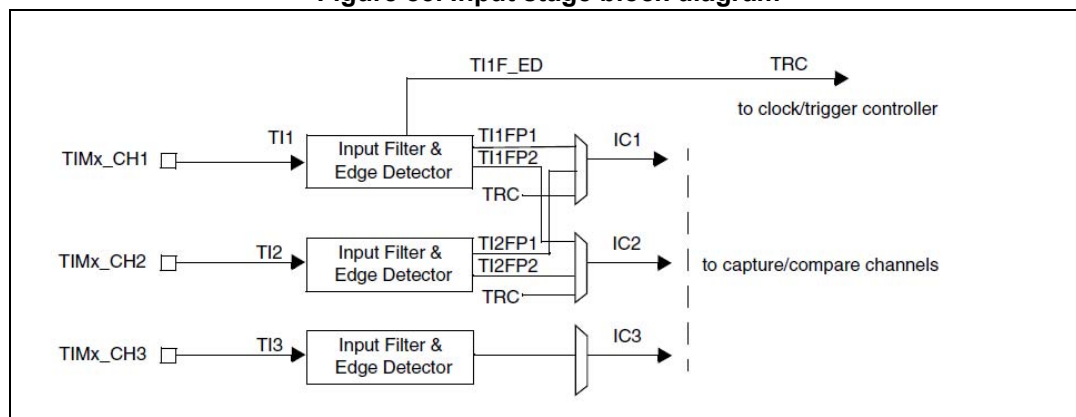 Input stage block diagram
TI1F_ED
TRC
to clock/trigger controller
TIMx_CH1
TI1
Input Filter &
Edge Detector
TI1FP1
TI1FP2
TRC
IC1
TIMx_CH2
TI2
Input Filter &
Edge Detector
TI2FP1
TI2FP2
TRC
IC2
to capture/compare channels
TIMx_CH3
TI3
Input Filter &
Edge Detector
IC3